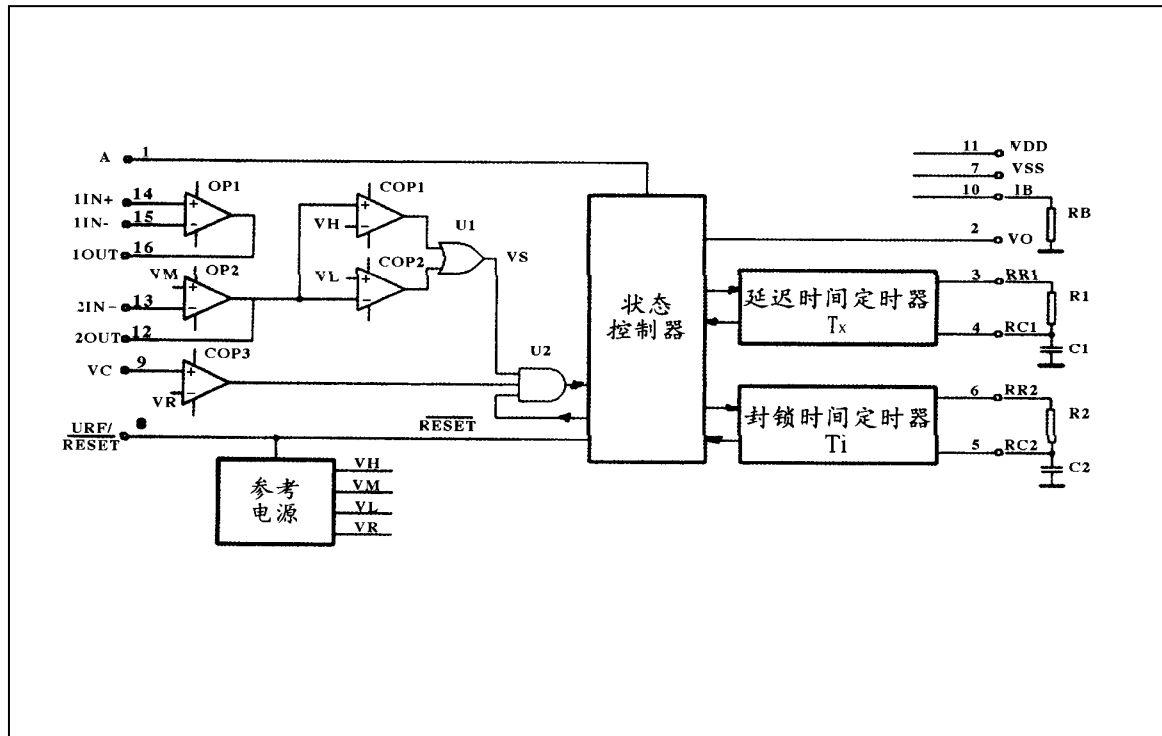 A 1
1IN+ 14
1IN- 15
1OUT 16
OP1
VM
OP2
2IN- 13
2OUT 12
VC 9
VR
COP3
URF/
RESET
8
COP1
VH
VL
COP2
U1
VS
U2
RESET
参考
电源
VH
VM
VL
VR
状态
控制器
延迟时间定时器
Tx
封锁时间定时器
Ti
11 VDD
7 VSS
10 IB
RB
2 VO
3 RR1
R1
4 RC1
C1
6 RR2
R2
5 RC2
C2